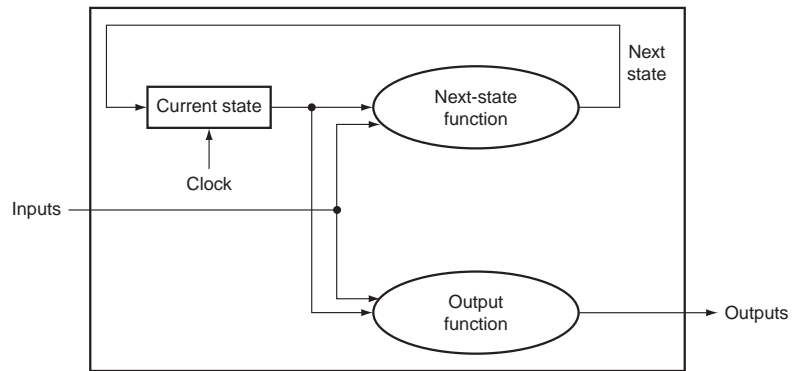 Next
state
Current state
Next-state
function
Clock
Inputs
Output
function
Outputs